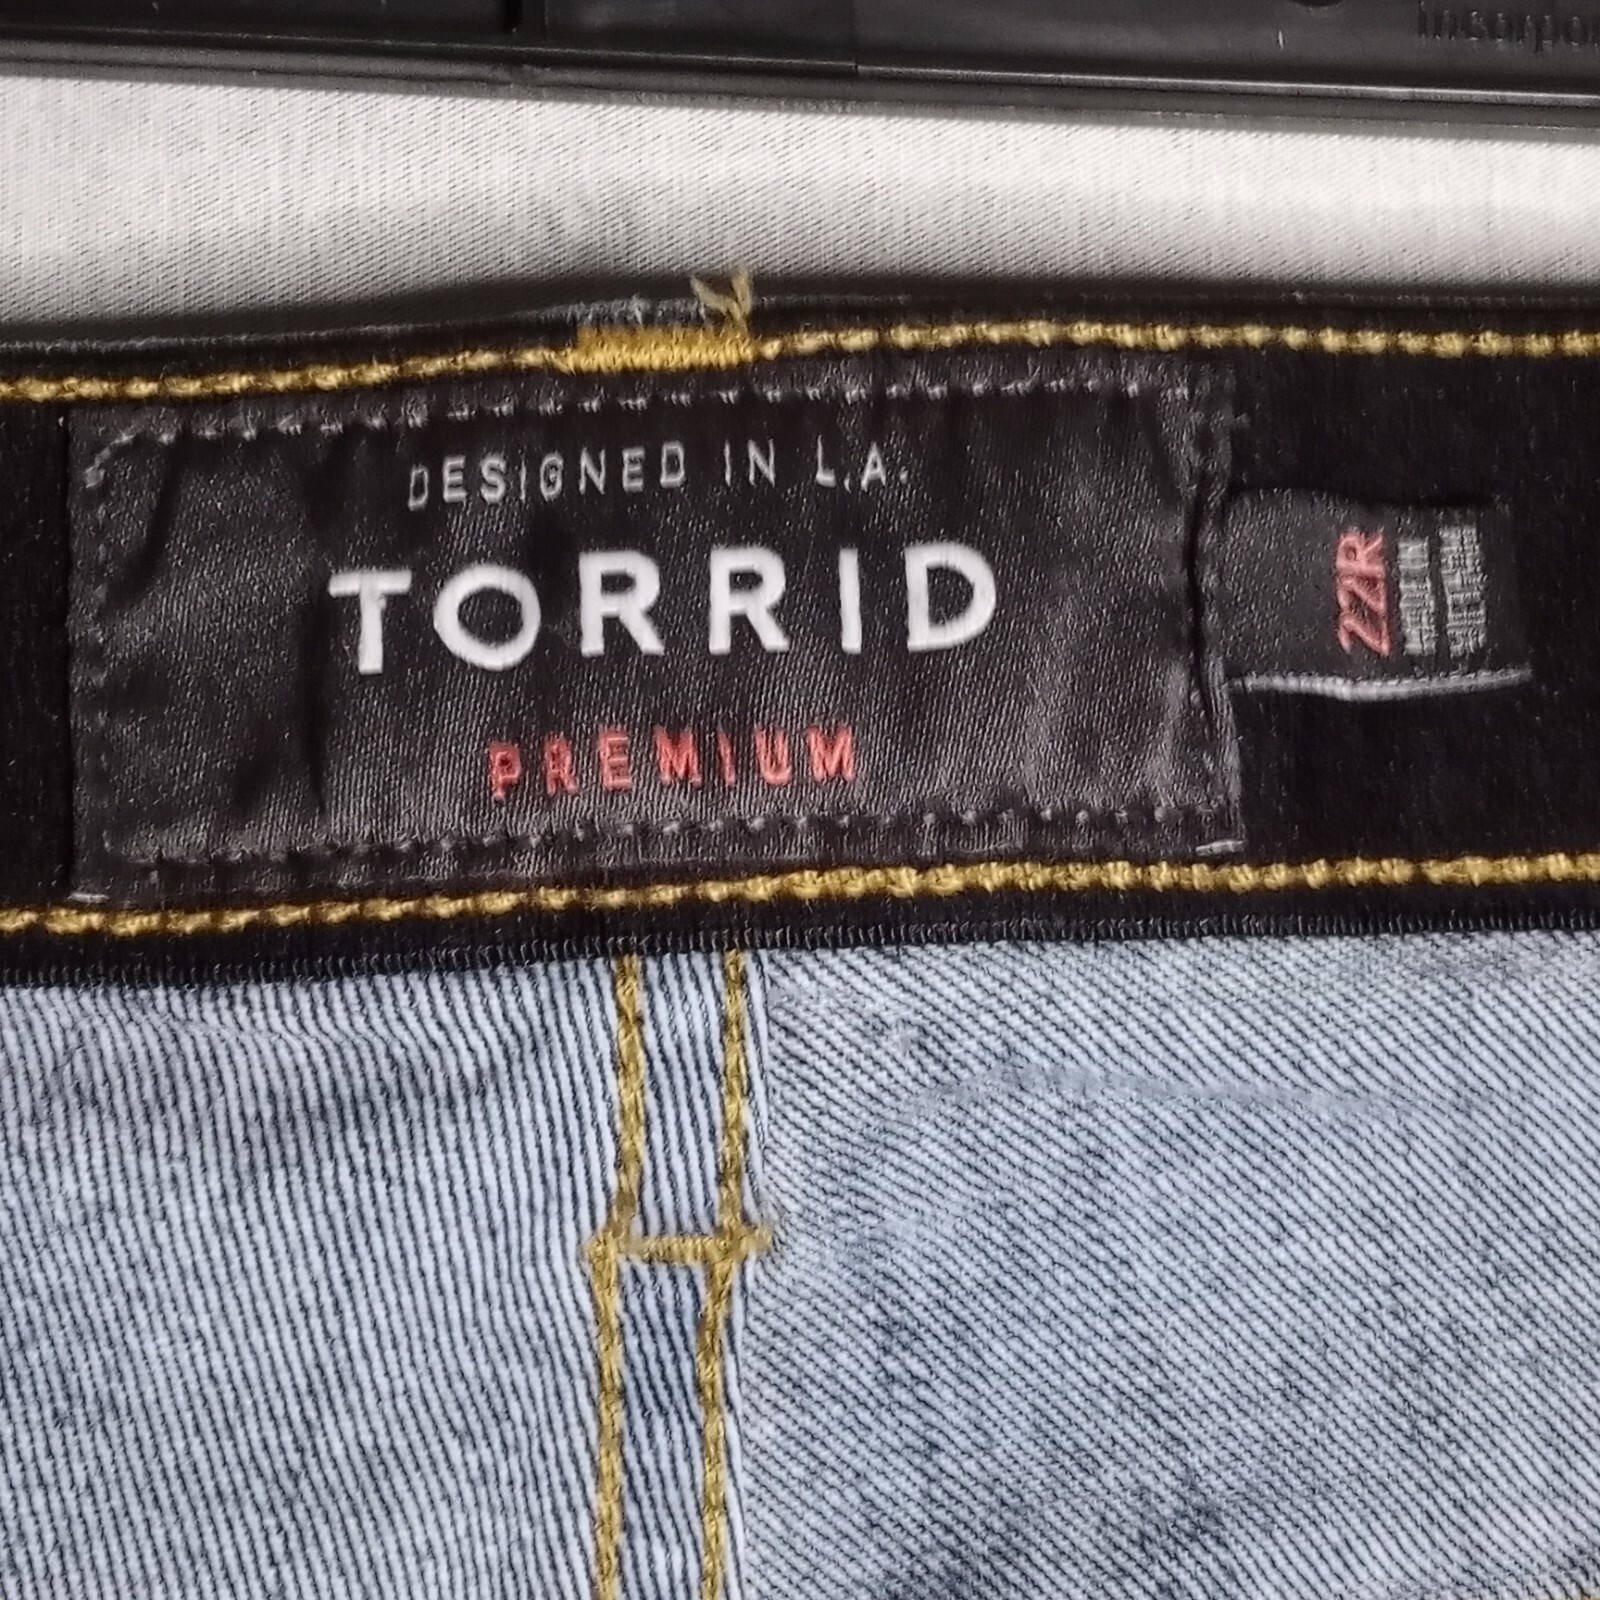 DESIGNED IN L.A.
TORRID
PREMIUM
22R